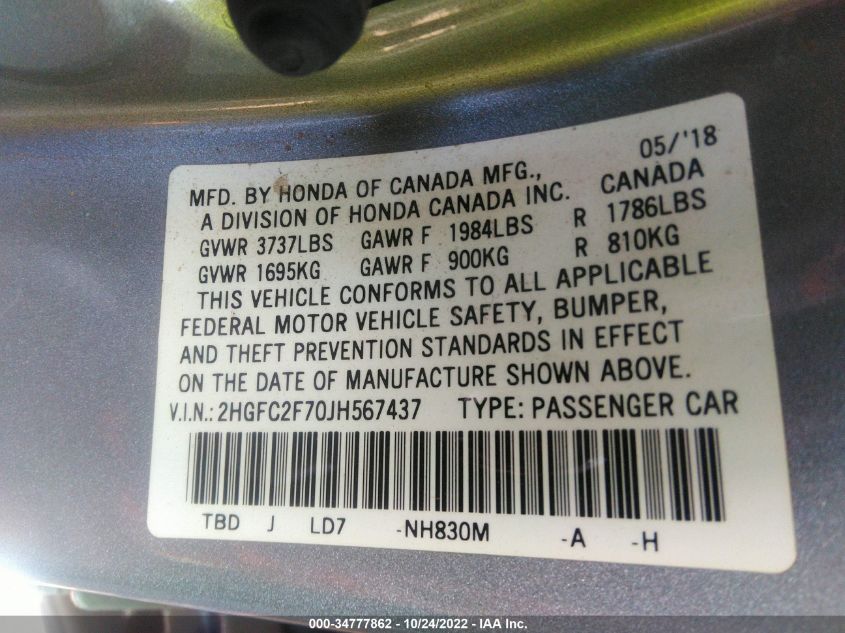 05/'18
MFD. BY HONDA OF CANADA MFG.,
A DIVISION OF HONDA CANADA INC. CANADA
GVWR 3737LBS GAWR F 1984LBS R 1786LBS
GVWR 1695KG GAWR F 900KG R 810KG
THIS VEHICLE CONFORMS TO ALL APPLICABLE
FEDERAL MOTOR VEHICLE SAFETY, BUMPER,
AND THEFT PREVENTION STANDARDS IN EFFECT
ON THE DATE OF MANUFACTURE SHOWN ABOVE.
V.I.N.: 2HGFC2F70JH567437 TYPE: PASSENGER CAR
TBD J LD7 -NH830M -A -H
000-34777862 - 10/24/2022 - IAA Inc.